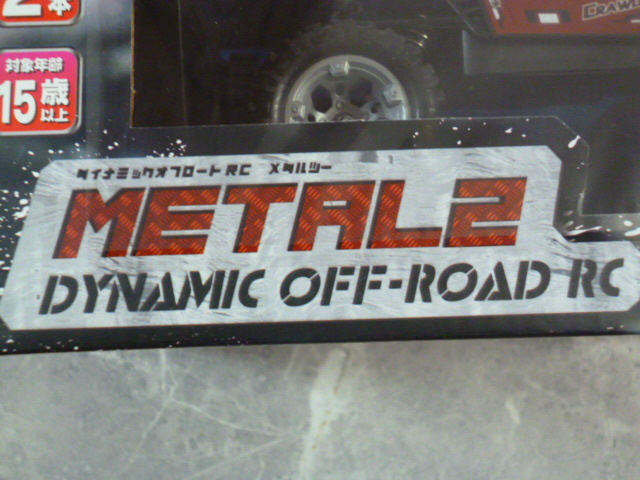 2本
対象年齢
15歳以上
CRAWLE
ダイナミックオフロードRC メタルツー
METAL2
DYNAMIC OFF-ROAD RC